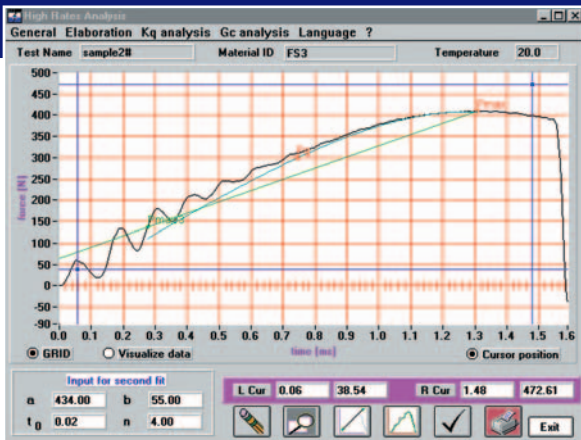 High Rates Analysis
General Elaboration Kq analysis Gc analysis Language ?
Test Name sample2# Material ID FS3 Temperature 20.0
500
450
400
350
300
250
200
150
100
50
0
-50
-90
force [N]
Pmax
0.0 0.1 0.2 0.3 0.4 0.5 0.6 0.7 0.8 0.9 1.0 1.1 1.2 1.3 1.4 1.5 1.6
time [ms]
GRID Visualize data Cursor position
Input for second fit
a 434.00 b 55.00
t0 0.02 n 4.00
L Cur 0.06 38.54 R Cur 1.48 472.61
Exit